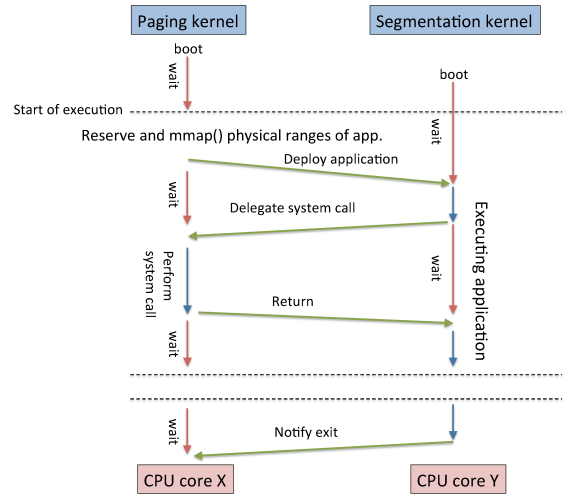 Paging kernel
Segmentation kernel
boot
wait
boot
Start of execution
wait
Reserve and mmap() physical ranges of app.
Deploy application
wait
Delegate system call
Executing application
wait
Perform
system call
Return
wait
wait
Notify exit
CPU core X
CPU core Y